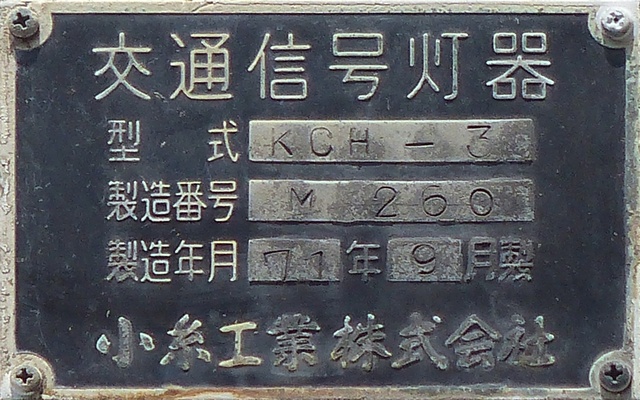 交通信号灯器
型式 KCH-3
製造番号 M 260
製造年月 71年9月製
小糸工業株式会社